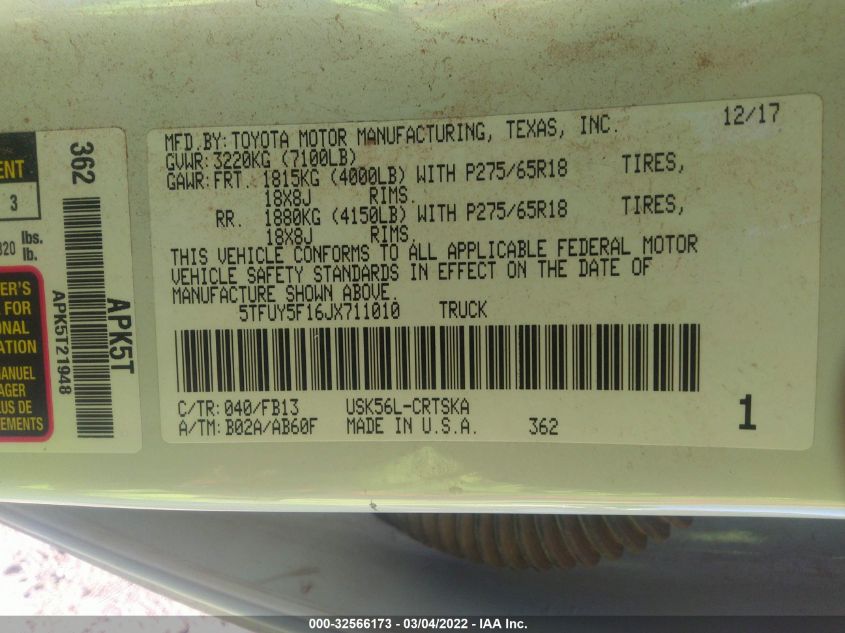 MFD.BY: TOYOTA MOTOR MANUFACTURING, TEXAS, INC. 12/17
GVWR: 3220KG (7100LB)
GAWR: FRT. 1815KG (4000LB) WITH P275/65R18 TIRES,
18X8J RIMS.
RR. 1880KG (4150LB) WITH P275/65R18 TIRES,
18X8J RIMS.
THIS VEHICLE CONFORMS TO ALL APPLICABLE FEDERAL MOTOR
VEHICLE SAFETY STANDARDS IN EFFECT ON THE DATE OF
MANUFACTURE SHOWN ABOVE.
5TFUY5F16JX711010 TRUCK
C/TR: 040/FB13 USK56L-CRTSKA
A/TM: B02A/AB60F MADE IN U.S.A. 362
1
362
APK5T
APK5T21948
ENT
3
820 lbs.
lb.
ER'S
FOR
ONAL
ATION
MANUEL
AGER
PLUS DE
EMENTS
000-32566173 - 03/04/2022 - IAA Inc.